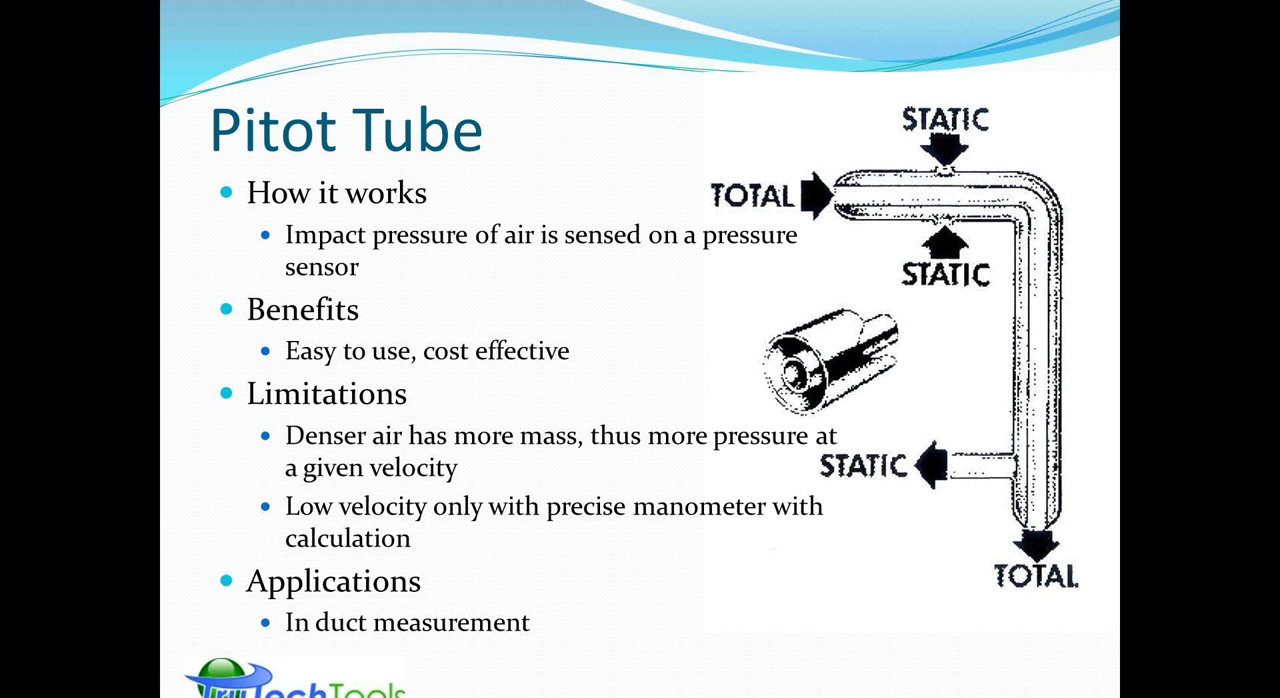 Pitot Tube
How it works
Impact pressure of air is sensed on a pressure
sensor
Benefits
Easy to use, cost effective
Limitations
Denser air has more mass, thus more pressure at
a given velocity
Low velocity only with precise manometer with
calculation
Applications
In duct measurement
STATIC
TOTAL
STATIC
STATIC
TOTAL
TruTechTools